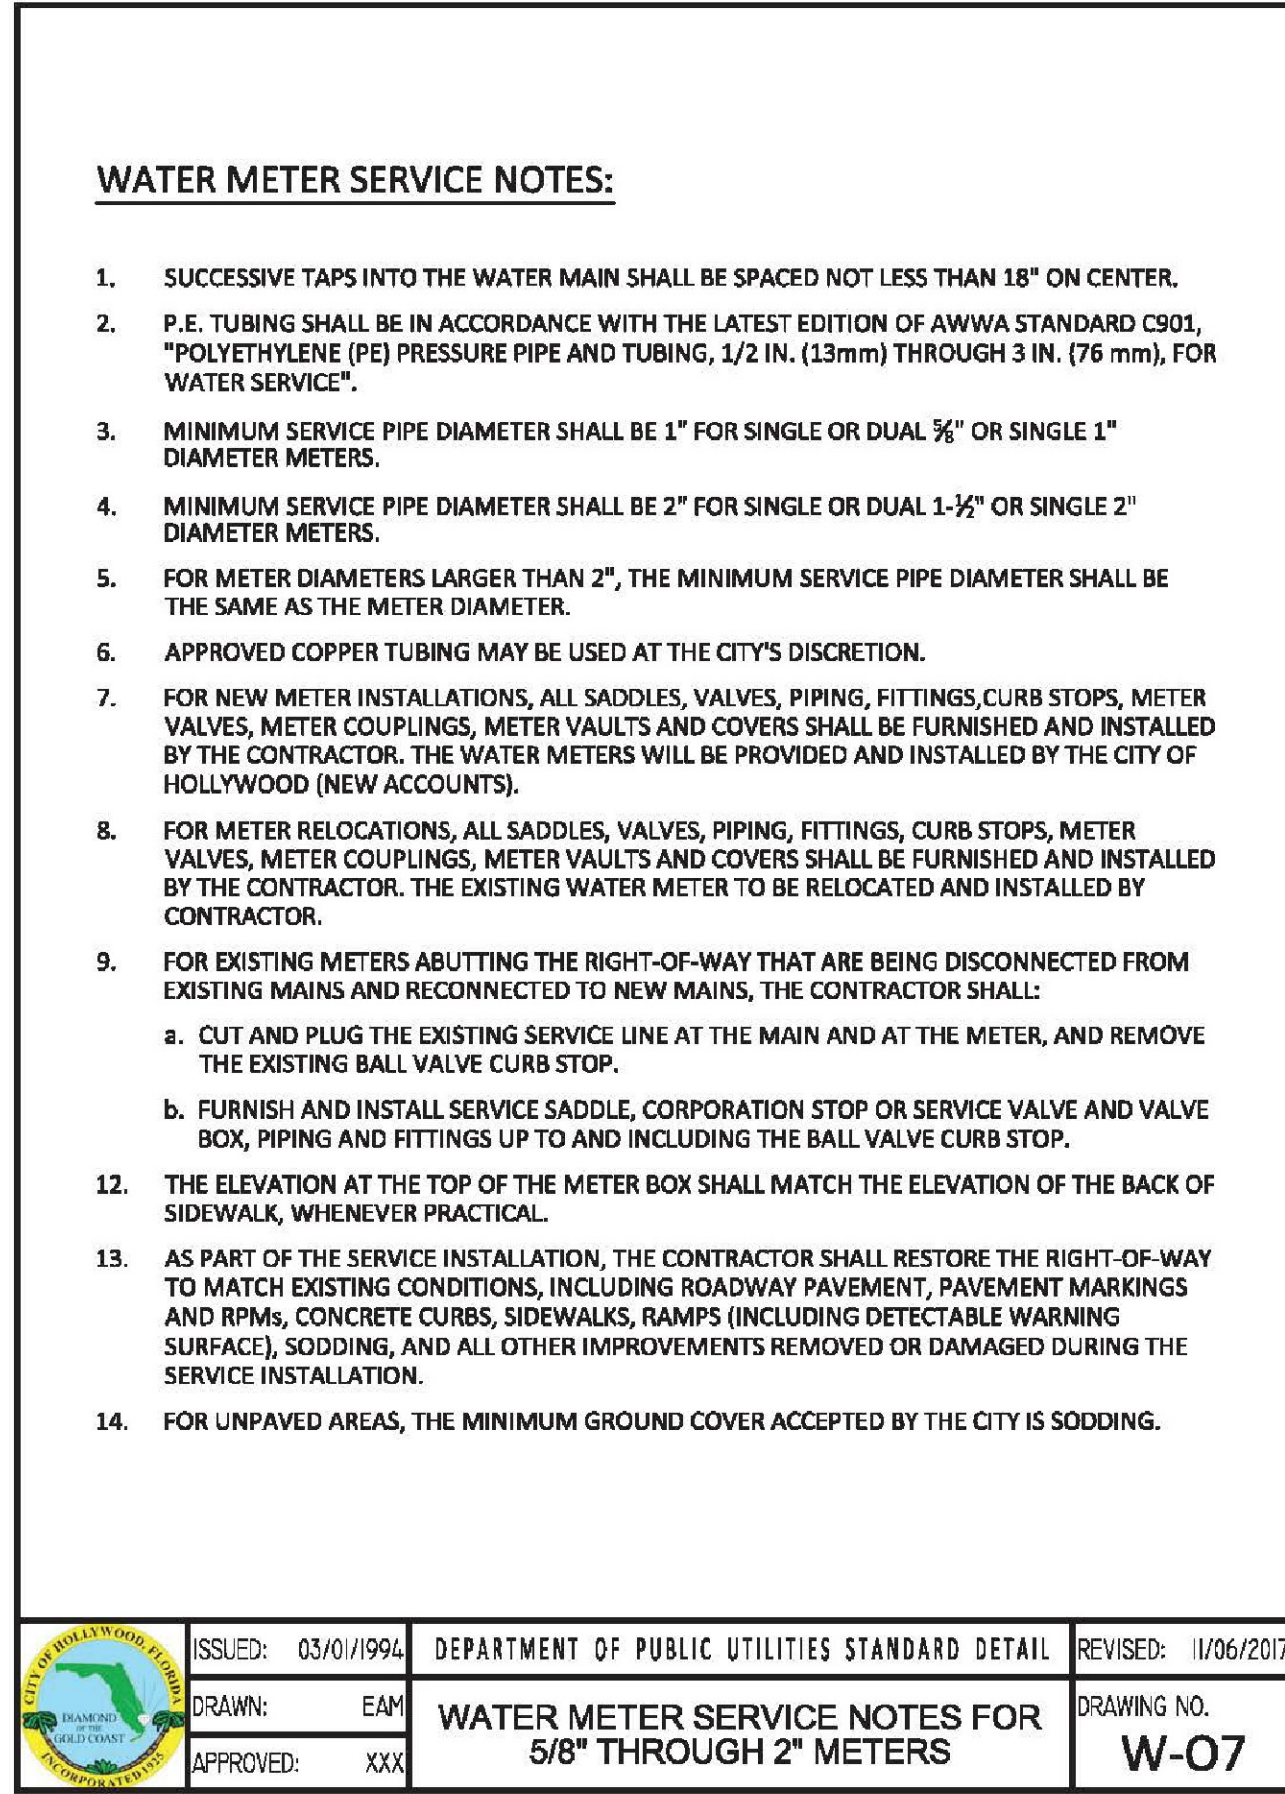 WATER METER SERVICE NOTES:
1. SUCCESSIVE TAPS INTO THE WATER MAIN SHALL BE SPACED NOT LESS THAN 18" ON CENTER.
2. P.E. TUBING SHALL BE IN ACCORDANCE WITH THE LATEST EDITION OF AWWA STANDARD C901,
"POLYETHYLENE (PE) PRESSURE PIPE AND TUBING, 1/2 IN. (13mm) THROUGH 3 IN. (76 mm), FOR
WATER SERVICE".
3. MINIMUM SERVICE PIPE DIAMETER SHALL BE 1" FOR SINGLE OR DUAL ⅝" OR SINGLE 1"
DIAMETER METERS.
4. MINIMUM SERVICE PIPE DIAMETER SHALL BE 2" FOR SINGLE OR DUAL 1-½" OR SINGLE 2"
DIAMETER METERS.
5. FOR METER DIAMETERS LARGER THAN 2", THE MINIMUM SERVICE PIPE DIAMETER SHALL BE
THE SAME AS THE METER DIAMETER.
6. APPROVED COPPER TUBING MAY BE USED AT THE CITY'S DISCRETION.
7. FOR NEW METER INSTALLATIONS, ALL SADDLES, VALVES, PIPING, FITTINGS,CURB STOPS, METER
VALVES, METER COUPLINGS, METER VAULTS AND COVERS SHALL BE FURNISHED AND INSTALLED
BY THE CONTRACTOR. THE WATER METERS WILL BE PROVIDED AND INSTALLED BY THE CITY OF
HOLLYWOOD (NEW ACCOUNTS).
8. FOR METER RELOCATIONS, ALL SADDLES, VALVES, PIPING, FITTINGS, CURB STOPS, METER
VALVES, METER COUPLINGS, METER VAULTS AND COVERS SHALL BE FURNISHED AND INSTALLED
BY THE CONTRACTOR. THE EXISTING WATER METER TO BE RELOCATED AND INSTALLED BY
CONTRACTOR.
9. FOR EXISTING METERS ABUTTING THE RIGHT-OF-WAY THAT ARE BEING DISCONNECTED FROM
EXISTING MAINS AND RECONNECTED TO NEW MAINS, THE CONTRACTOR SHALL:
a. CUT AND PLUG THE EXISTING SERVICE LINE AT THE MAIN AND AT THE METER, AND REMOVE
THE EXISTING BALL VALVE CURB STOP.
b. FURNISH AND INSTALL SERVICE SADDLE, CORPORATION STOP OR SERVICE VALVE AND VALVE
BOX, PIPING AND FITTINGS UP TO AND INCLUDING THE BALL VALVE CURB STOP.
12. THE ELEVATION AT THE TOP OF THE METER BOX SHALL MATCH THE ELEVATION OF THE BACK OF
SIDEWALK, WHENEVER PRACTICAL.
13. AS PART OF THE SERVICE INSTALLATION, THE CONTRACTOR SHALL RESTORE THE RIGHT-OF-WAY
TO MATCH EXISTING CONDITIONS, INCLUDING ROADWAY PAVEMENT, PAVEMENT MARKINGS
AND RPMs, CONCRETE CURBS, SIDEWALKS, RAMPS (INCLUDING DETECTABLE WARNING
SURFACE), SODDING, AND ALL OTHER IMPROVEMENTS REMOVED OR DAMAGED DURING THE
SERVICE INSTALLATION.
14. FOR UNPAVED AREAS, THE MINIMUM GROUND COVER ACCEPTED BY THE CITY IS SODDING.
CITY OF HOLLYWOOD, FLORIDA
DIAMOND
OF THE
GOLD COAST
INCORPORATED 1925
ISSUED: 03/01/1994
DRAWN: EAM
APPROVED: XXX
DEPARTMENT OF PUBLIC UTILITIES STANDARD DETAIL
WATER METER SERVICE NOTES FOR
5/8" THROUGH 2" METERS
REVISED: 11/06/2017
DRAWING NO.
W-07